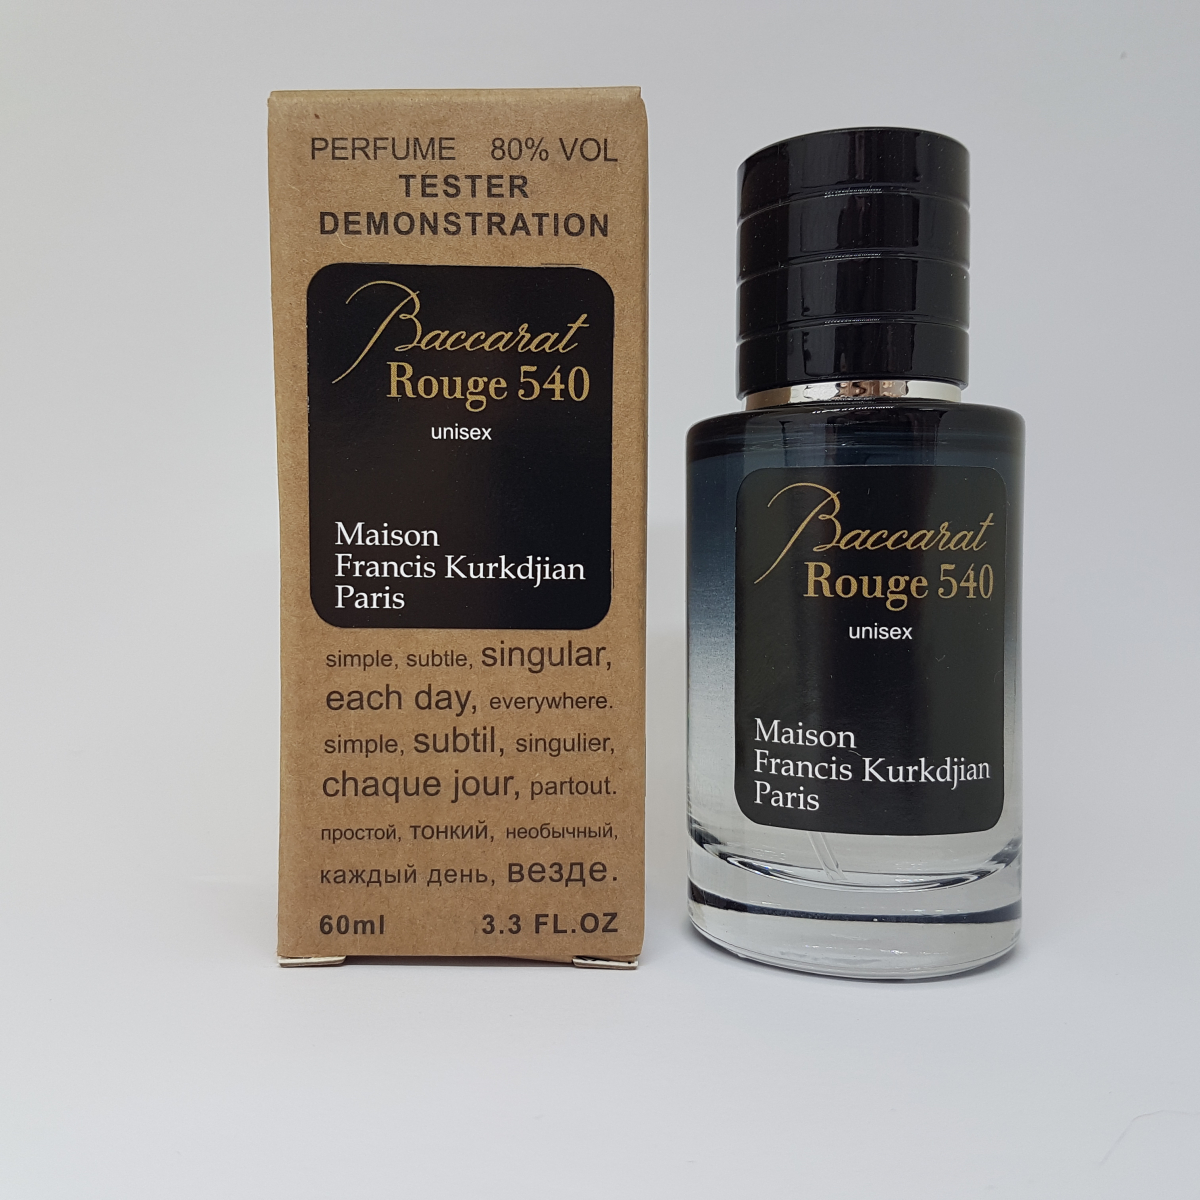 PERFUME 80% VOL
TESTER
DEMONSTRATION
Baccarat
Rouge 540
unisex
Maison
Francis Kurkdjian
Paris
simple, subtle, singular,
each day, everywhere.
simple, subtil, singulier,
chaque jour, partout.
простой, тонкий, необычный,
каждый день, везде.
60ml 3.3 FL.OZ
Baccarat
Rouge 540
unisex
Maison
Francis Kurkdjian
Paris